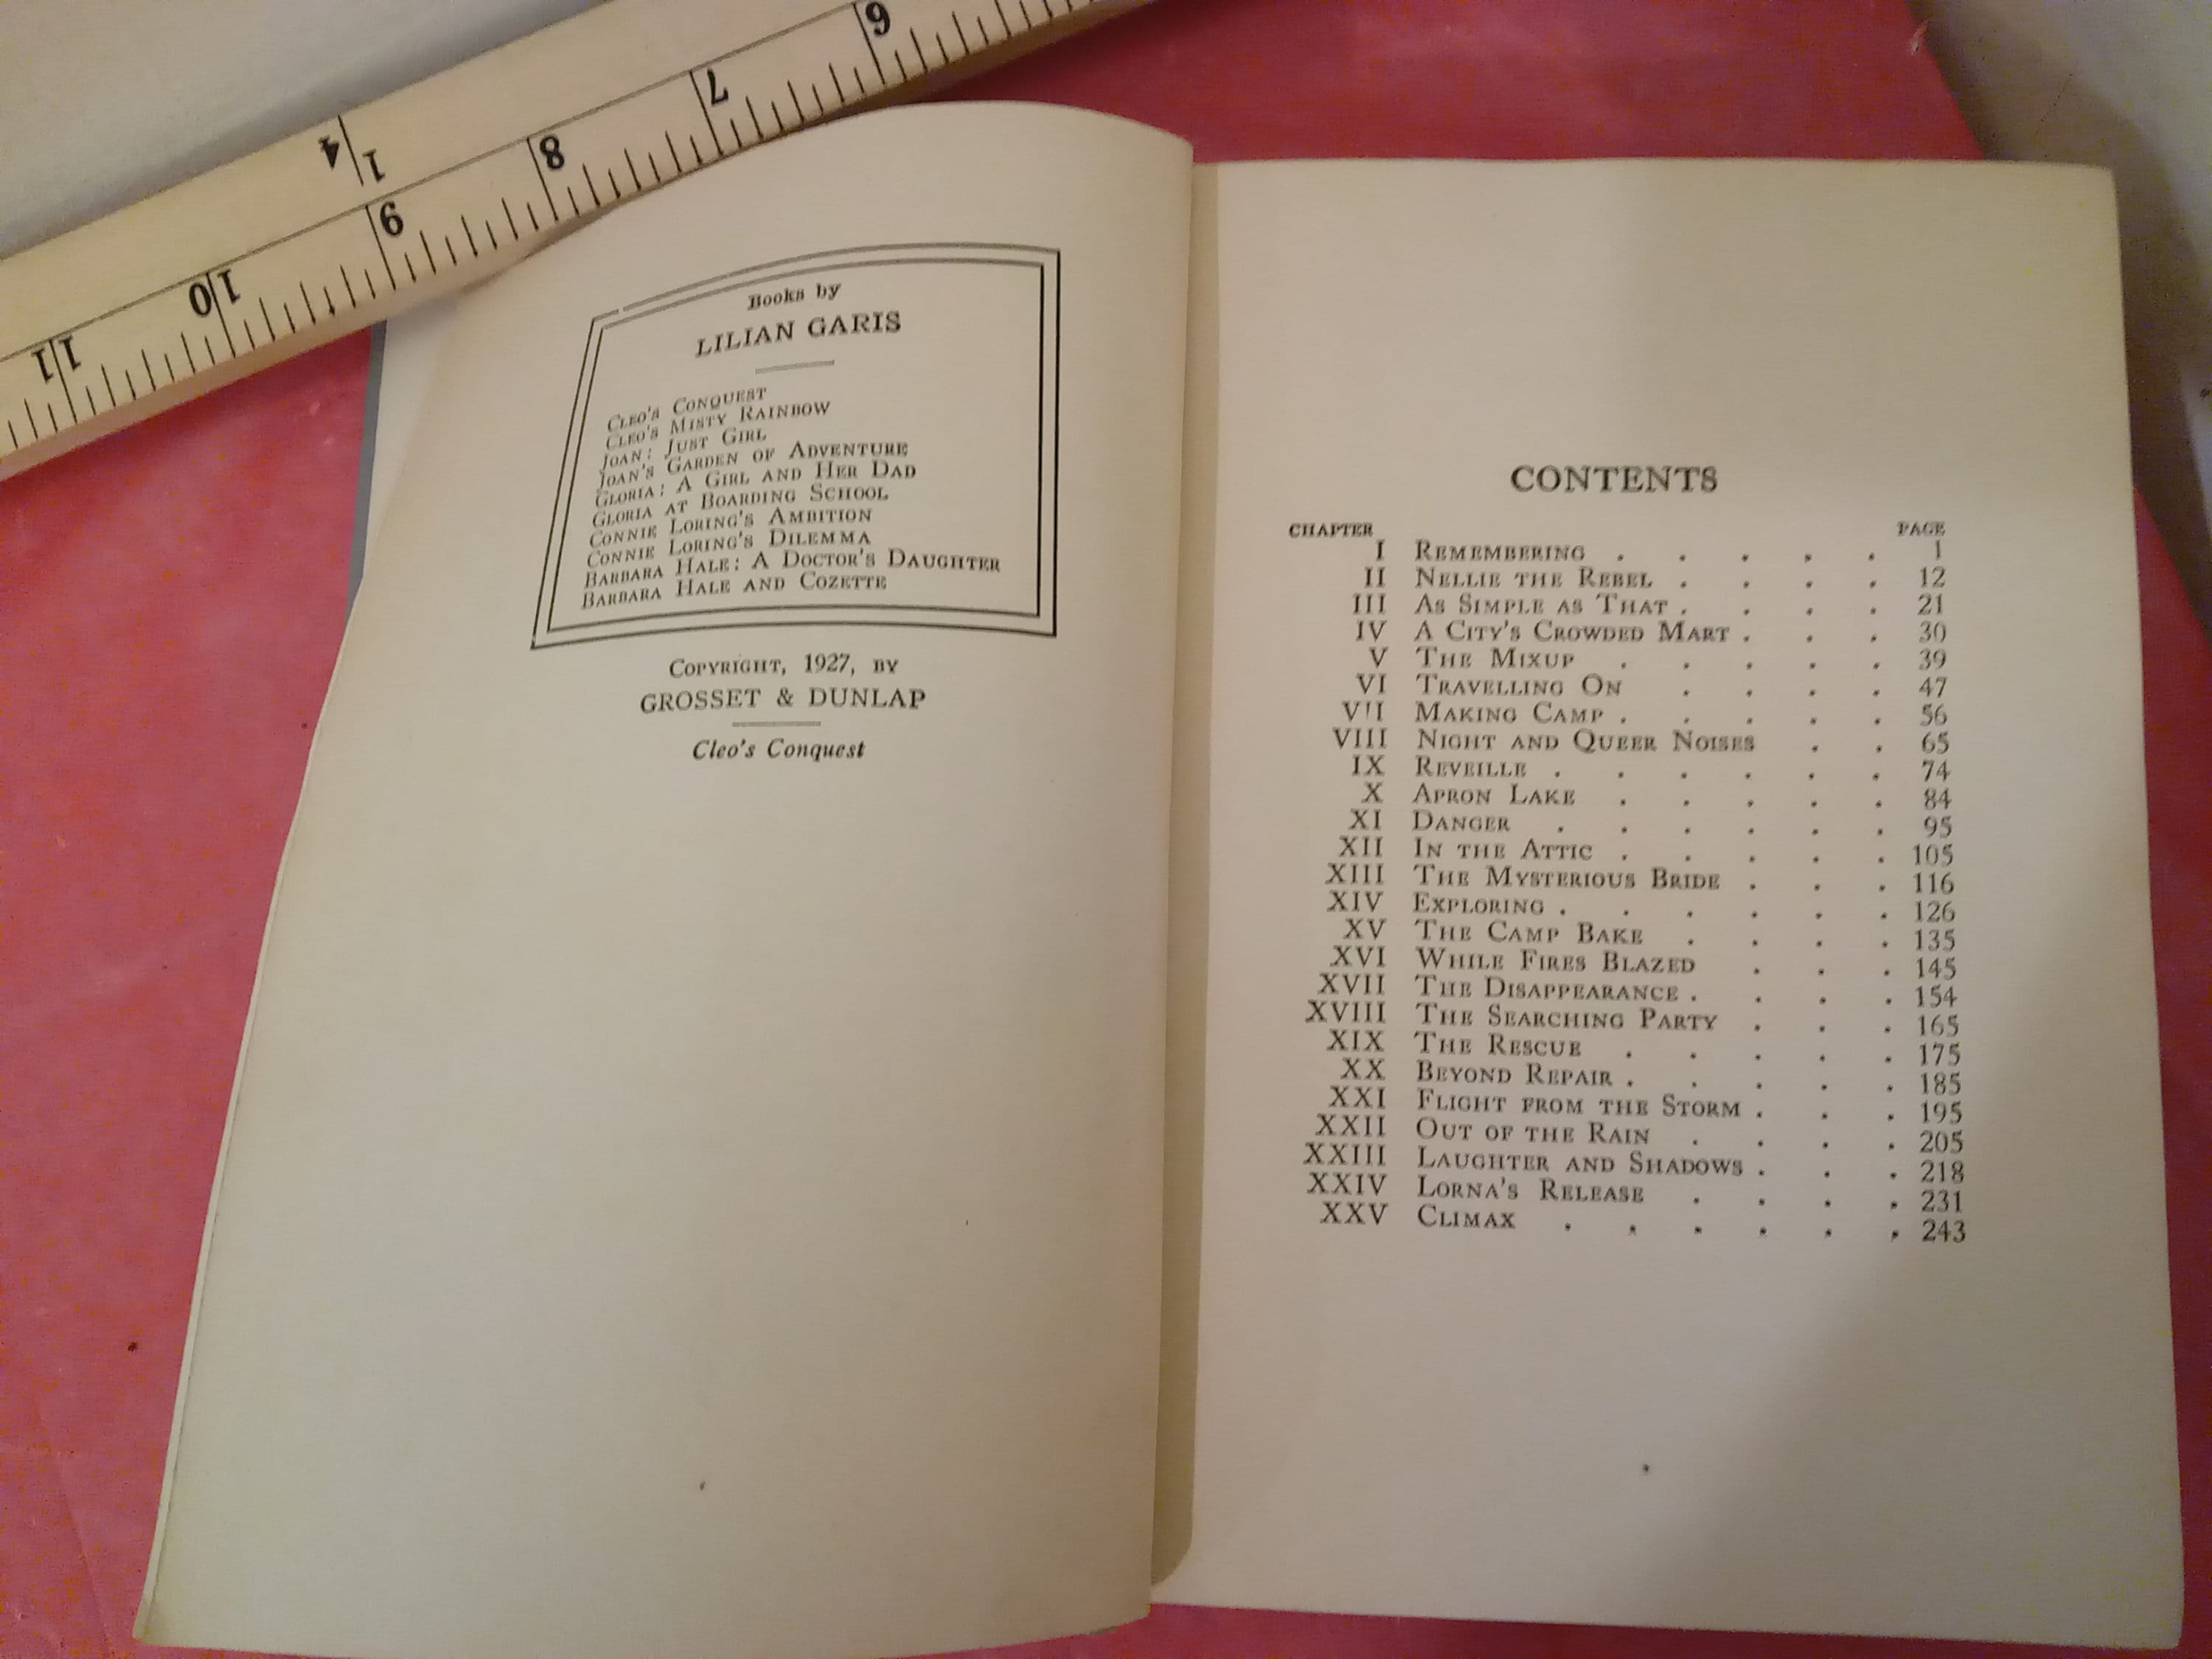 6
7
8
1
4
9
10
11
Books by
LILIAN GARIS
CLEO'S CONQUEST
CLEO'S MISTY RAINBOW
JOAN: JUST GIRL
JOAN'S GARDEN OF ADVENTURE
GLORIA: A GIRL AND HER DAD
GLORIA AT BOARDING SCHOOL
CONNIE LORING'S AMBITION
CONNIE LORING'S DILEMMA
BARBARA HALE: A DOCTOR'S DAUGHTER
BARBARA HALE AND COZETTE
COPYRIGHT, 1927, BY
GROSSET & DUNLAP
Cleo's Conquest
CONTENTS
CHAPTER PAGE
I REMEMBERING . . . . . 1
II NELLIE THE REBEL . . . . 12
III AS SIMPLE AS THAT . . . . 21
IV A CITY'S CROWDED MART . . . 30
V THE MIXUP . . . . . 39
VI TRAVELLING ON . . . . 47
VII MAKING CAMP . . . . . 56
VIII NIGHT AND QUEER NOISES . . 65
IX REVEILLE . . . . . . 74
X APRON LAKE . . . . . 84
XI DANGER . . . . . . 95
XII IN THE ATTIC . . . . . 105
XIII THE MYSTERIOUS BRIDE . . . 116
XIV EXPLORING . . . . . . 126
XV THE CAMP BAKE . . . . 135
XVI WHILE FIRES BLAZED . . . 145
XVII THE DISAPPEARANCE . . . . 154
XVIII THE SEARCHING PARTY . . . 165
XIX THE RESCUE . . . . . 175
XX BEYOND REPAIR . . . . . 185
XXI FLIGHT FROM THE STORM . . . 195
XXII OUT OF THE RAIN . . . . 205
XXIII LAUGHTER AND SHADOWS . . . 218
XXIV LORNA'S RELEASE . . . . 231
XXV CLIMAX . . . . . . 243